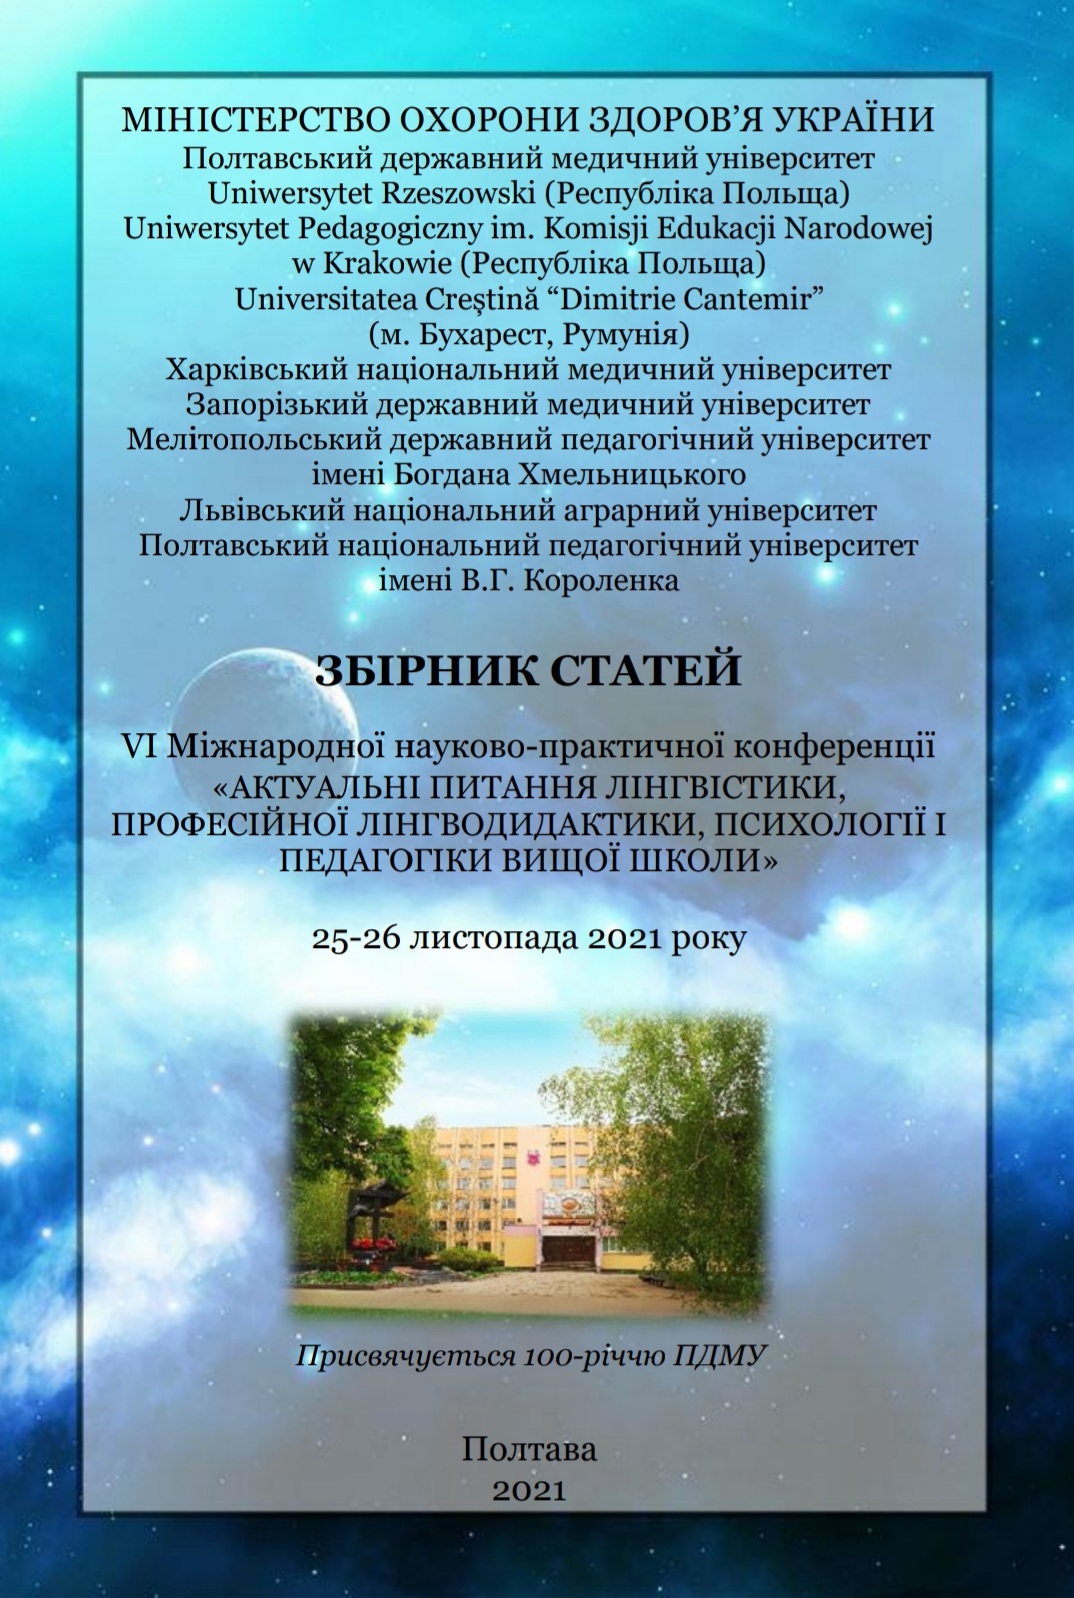 МІНІСТЕРСТВО ОХОРОНИ ЗДОРОВ’Я УКРАЇНИ
Полтавський державний медичний університет
Uniwersytet Rzeszowski (Республіка Польща)
Uniwersytet Pedagogiczny im. Komisji Edukacji Narodowej
w Krakowie (Республіка Польща)
Universitatea Creștină “Dimitrie Cantemir”
(м. Бухарест, Румунія)
Харківський національний медичний університет
Запорізький державний медичний університет
Мелітопольський державний педагогічний університет
імені Богдана Хмельницького
Львівський національний аграрний університет
Полтавський національний педагогічний університет
імені В.Г. Короленка
ЗБІРНИК СТАТЕЙ
VI Міжнародної науково-практичної конференції
«АКТУАЛЬНІ ПИТАННЯ ЛІНГВІСТИКИ,
ПРОФЕСІЙНОЇ ЛІНГВОДИДАКТИКИ, ПСИХОЛОГІЇ І
ПЕДАГОГІКИ ВИЩОЇ ШКОЛИ»
25-26 листопада 2021 року
Присвячується 100-річчю ПДМУ
Полтава
2021